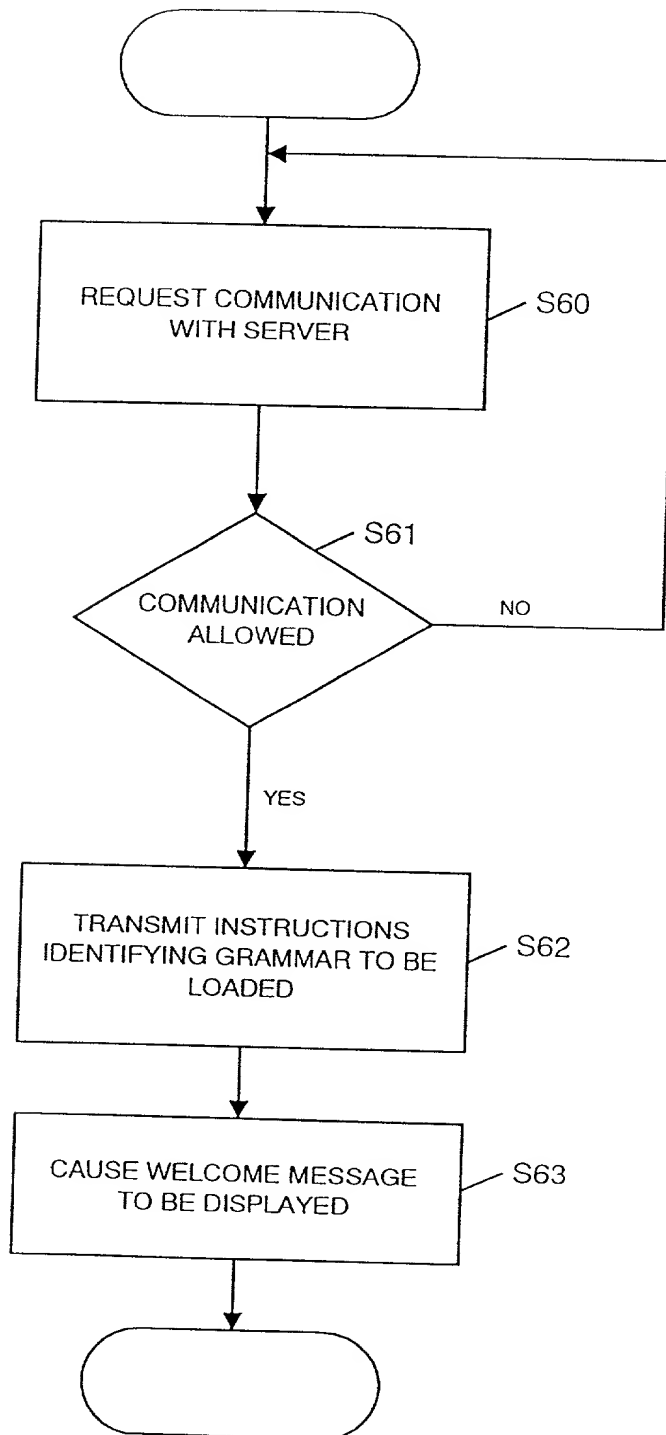 REQUEST COMMUNICATION
WITH SERVER
S60
S61
COMMUNICATION
ALLOWED
NO
YES
TRANSMIT INSTRUCTIONS
IDENTIFYING GRAMMAR TO BE
LOADED
S62
CAUSE WELCOME MESSAGE
TO BE DISPLAYED
S63